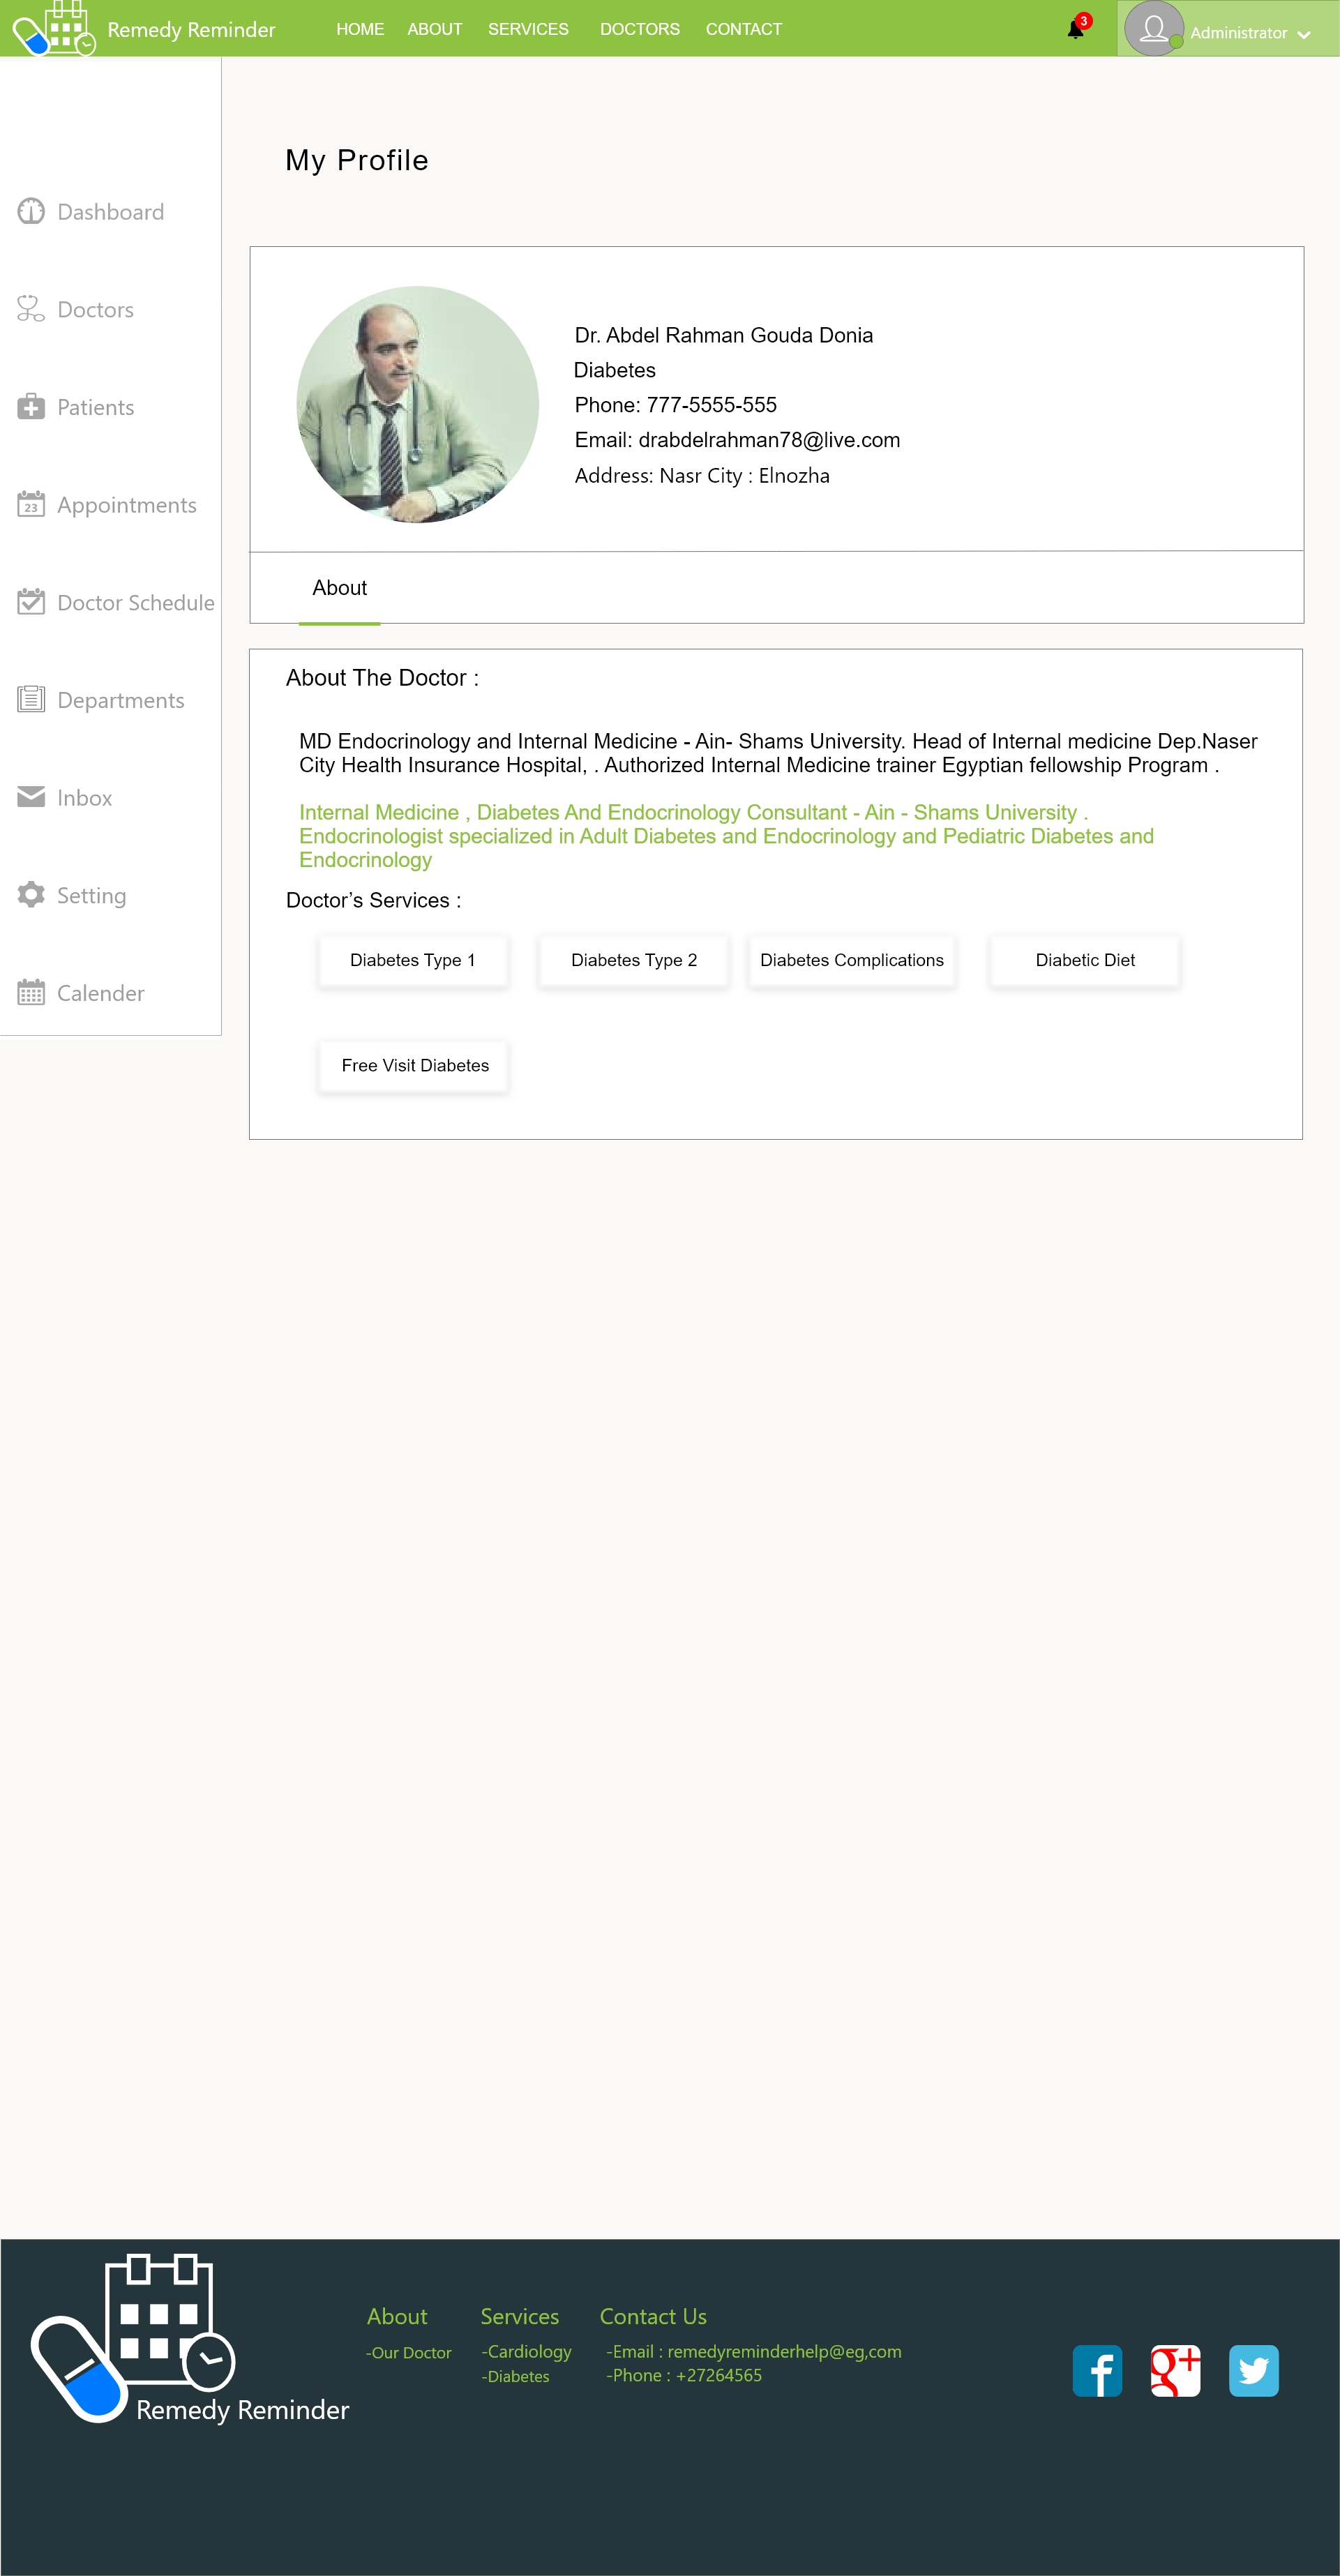 Remedy Reminder
HOME ABOUT SERVICES DOCTORS CONTACT
3
Administrator
My Profile
Dashboard
Doctors
Patients
23
Appointments
Doctor Schedule
Departments
Inbox
Setting
Calender
Dr. Abdel Rahman Gouda Donia
Diabetes
Phone: 777-5555-555
Email: drabdelrahman78@live.com
Address: Nasr City : Elnozha
About
About The Doctor :
MD Endocrinology and Internal Medicine - Ain- Shams University. Head of Internal medicine Dep.Naser
City Health Insurance Hospital, . Authorized Internal Medicine trainer Egyptian fellowship Program .
Internal Medicine , Diabetes And Endocrinology Consultant - Ain - Shams University .
Endocrinologist specialized in Adult Diabetes and Endocrinology and Pediatric Diabetes and
Endocrinology
Doctor’s Services :
Diabetes Type 1
Diabetes Type 2
Diabetes Complications
Diabetic Diet
Free Visit Diabetes
Remedy Reminder
About
-Our Doctor
Services
-Cardiology
-Diabetes
Contact Us
-Email : remedyreminderhelp@eg,com
-Phone : +27264565
f
g+